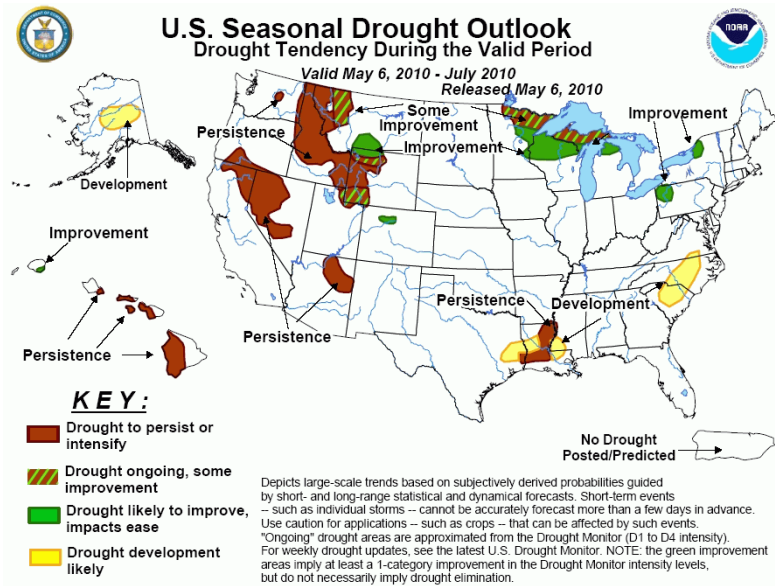 U.S. Seasonal Drought Outlook
Drought Tendency During the Valid Period
Valid May 6, 2010 - July 2010
Released May 6, 2010
NOAA
Some
Improvement
Persistence
Improvement
Improvement
Development
Improvement
Persistence
Development
Persistence
Persistence
KEY:
Drought to persist or
intensify
Drought ongoing, some
improvement
Drought likely to improve,
impacts ease
Drought development
likely
No Drought
Posted/Predicted
Depicts large-scale trends based on subjectively derived probabilities guided
by short- and long-range statistical and dynamical forecasts. Short-term events
-- such as individual storms -- cannot be accurately forecast more than a few days in advance.
Use caution for applications -- such as crops -- that can be affected by such events.
"Ongoing" drought areas are approximated from the Drought Monitor (D1 to D4 intensity).
For weekly drought updates, see the latest U.S. Drought Monitor. NOTE: the green improvement
areas imply at least a 1-category improvement in the Drought Monitor intensity levels,
but do not necessarily imply drought elimination.